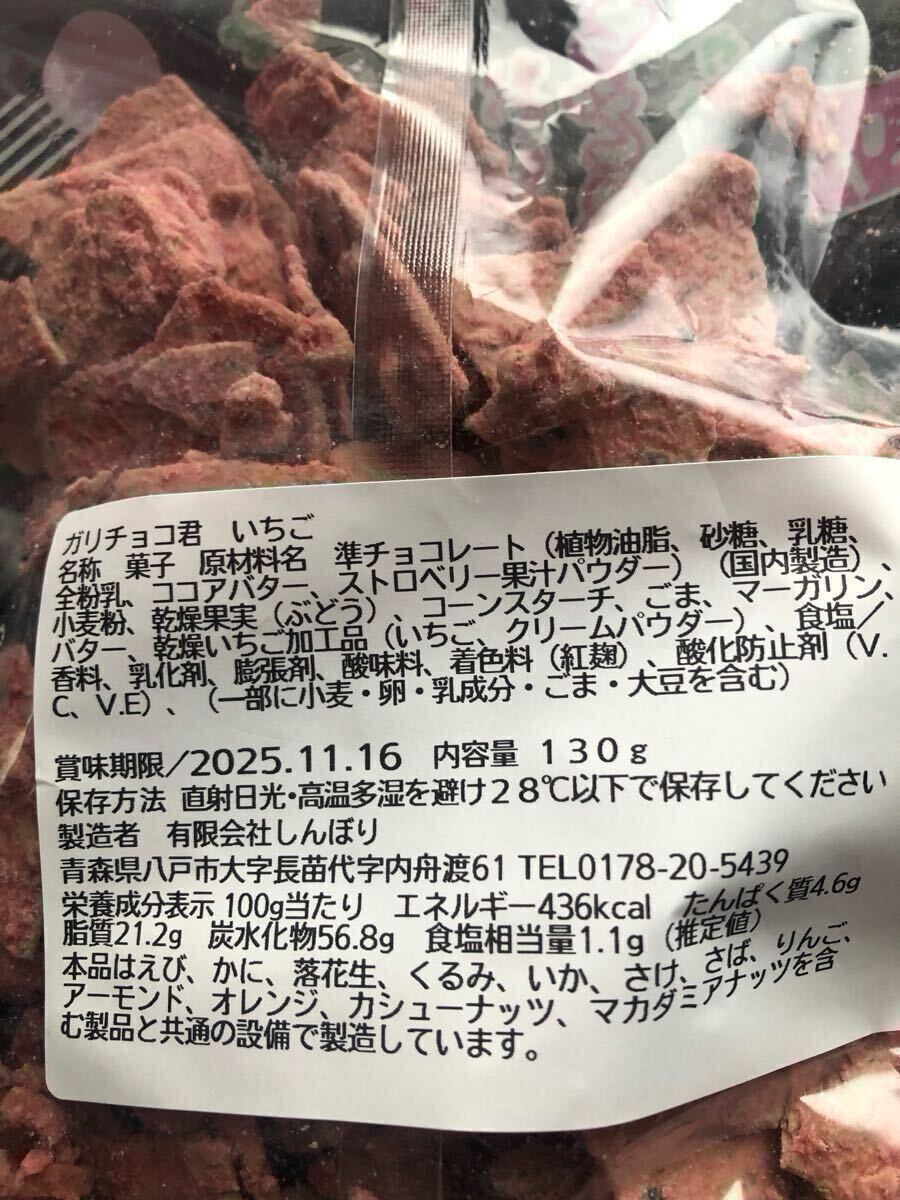 ガリチョコ君　いちご
名称　菓子　原材料名　準チョコレート（植物油脂、砂糖、乳糖、
全粉乳、ココアバター、ストロベリー果汁パウダー）（国内製造）、
小麦粉、乾燥果実（ぶどう）、コーンスターチ、ごま、マーガリン、
バター、乾燥いちご加工品（いちご、クリームパウダー）、食塩／
香料、乳化剤、膨張剤、酸味料、着色料（紅麹）、酸化防止剤（V.
C、V.E）、（一部に小麦・卵・乳成分・ごま・大豆を含む）
賞味期限／2025.11.16　内容量　１３０ｇ
保存方法　直射日光・高温多湿を避け２８℃以下で保存してください
製造者　有限会社しんぼり
青森県八戸市大字長苗代字内舟渡61 TEL0178-20-5439
栄養成分表示 100g当たり　エネルギー436kcal　たんぱく質4.6g
脂質21.2g　炭水化物56.8g　食塩相当量1.1g（推定値）
本品はえび、かに、落花生、くるみ、いか、さけ、さば、りんご、
アーモンド、オレンジ、カシューナッツ、マカダミアナッツを含
む製品と共通の設備で製造しています。